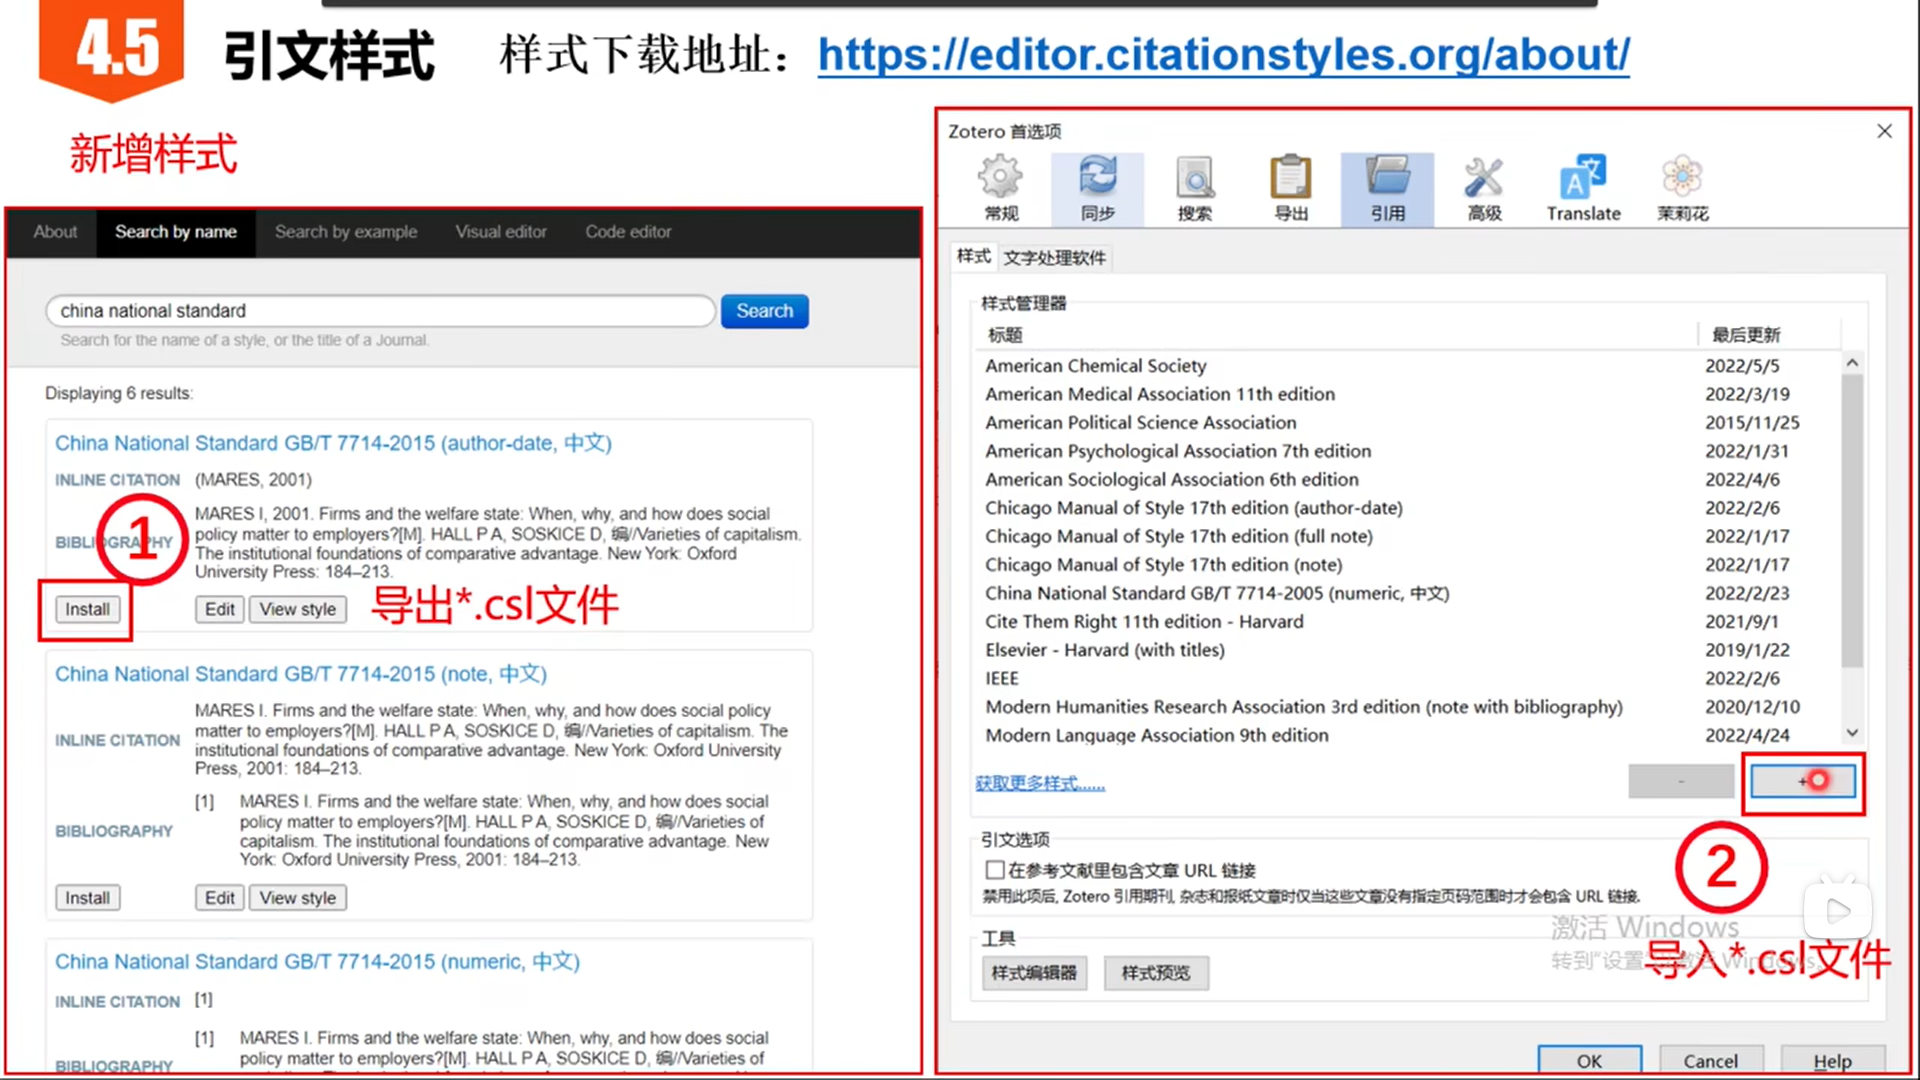 4.5 引文样式 样式下载地址：https://editor.citationstyles.org/about/
新增样式
About Search by name Search by example Visual editor Code editor
china national standard Search
Search for the name of a style, or the title of a Journal.
Displaying 6 results:
China National Standard GB/T 7714-2015 (author-date, 中文)
INLINE CITATION (MARES, 2001)
BIBLIOGRAPHY
MARES I, 2001. Firms and the welfare state: When, why, and how does social
policy matter to employers?[M]. HALL P A, SOSKICE D, 编//Varieties of capitalism.
The institutional foundations of comparative advantage. New York: Oxford
University Press: 184–213.
1
Install Edit View style 导出*.csl文件
China National Standard GB/T 7714-2015 (note, 中文)
INLINE CITATION
MARES I. Firms and the welfare state: When, why, and how does social policy
matter to employers?[M]. HALL P A, SOSKICE D, 编//Varieties of capitalism. The
institutional foundations of comparative advantage. New York: Oxford University
Press, 2001: 184–213.
BIBLIOGRAPHY
[1] MARES I. Firms and the welfare state: When, why, and how does social
policy matter to employers?[M]. HALL P A, SOSKICE D, 编//Varieties of
capitalism. The institutional foundations of comparative advantage. New
York: Oxford University Press, 2001: 184–213.
Install Edit View style
China National Standard GB/T 7714-2015 (numeric, 中文)
INLINE CITATION [1]
BIBLIOGRAPHY
[1] MARES I. Firms and the welfare state: When, why, and how does social
policy matter to employers?[M]. HALL P A, SOSKICE D, 编//Varieties of
Zotero 首选项
常规 同步 搜索 导出 引用 高级 Translate 茉莉花
样式 文字处理软件
样式管理器
标题 最后更新
American Chemical Society 2022/5/5
American Medical Association 11th edition 2022/3/19
American Political Science Association 2015/11/25
American Psychological Association 7th edition 2022/1/31
American Sociological Association 6th edition 2022/4/6
Chicago Manual of Style 17th edition (author-date) 2022/2/6
Chicago Manual of Style 17th edition (full note) 2022/1/17
Chicago Manual of Style 17th edition (note) 2022/1/17
China National Standard GB/T 7714-2005 (numeric, 中文) 2022/2/23
Cite Them Right 11th edition - Harvard 2021/9/1
Elsevier - Harvard (with titles) 2019/1/22
IEEE 2022/2/6
Modern Humanities Research Association 3rd edition (note with bibliography) 2020/12/10
Modern Language Association 9th edition 2022/4/24
获取更多样式...... - +
引文选项
在参考文献里包含文章 URL 链接
禁用此项后, Zotero 引用期刊, 杂志和报纸文章时仅当这些文章没有指定页码范围时才会包含 URL 链接.
2
激活 Windows
转到"设置"以激活 Windows。
导入*.csl文件
工具
样式编辑器 样式预览
OK Cancel Help